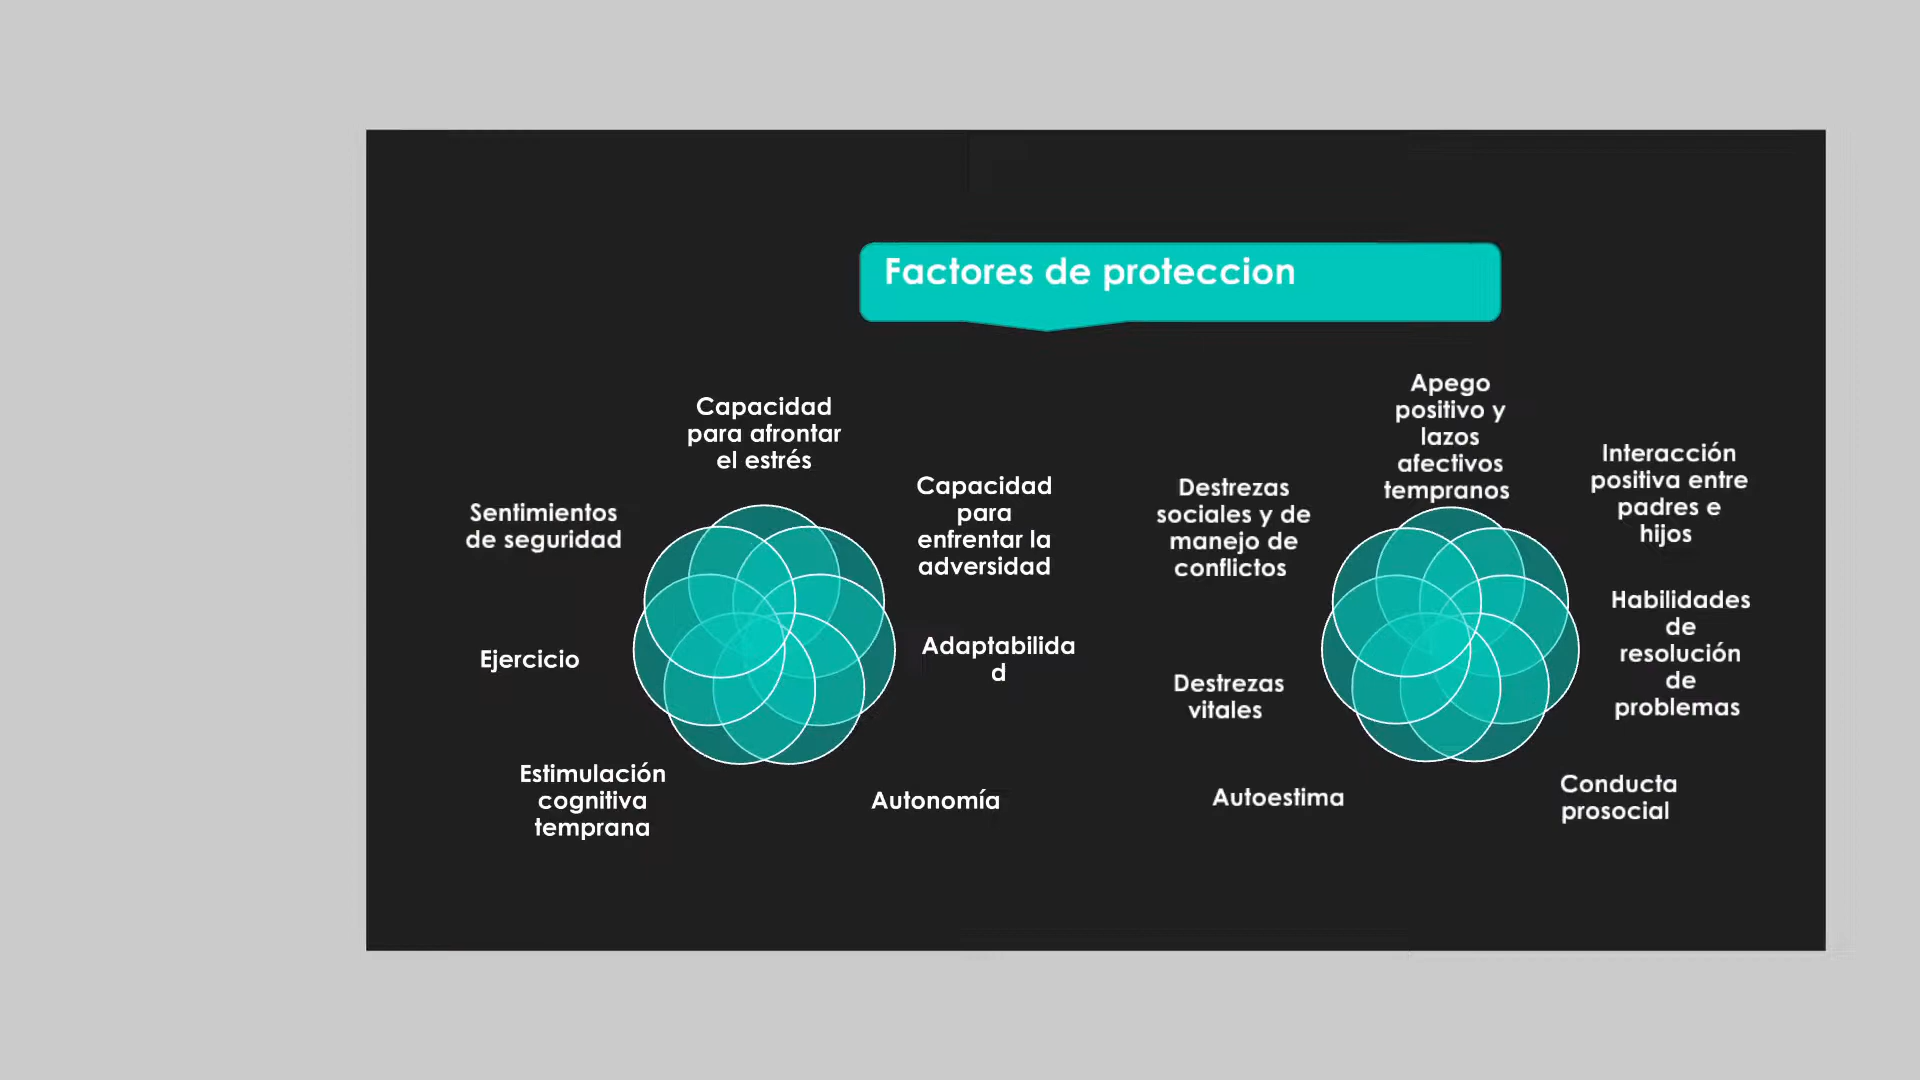 Factores de proteccion
Capacidad
para afrontar
el estrés
Capacidad
para
enfrentar la
adversidad
Adaptabilida
d
Autonomía
Estimulación
cognitiva
temprana
Ejercicio
Sentimientos
de seguridad
Apego
positivo y
lazos
afectivos
tempranos
Interacción
positiva entre
padres e
hijos
Habilidades
de
resolución
de
problemas
Conducta
prosocial
Autoestima
Destrezas
vitales
Destrezas
sociales y de
manejo de
conflictos